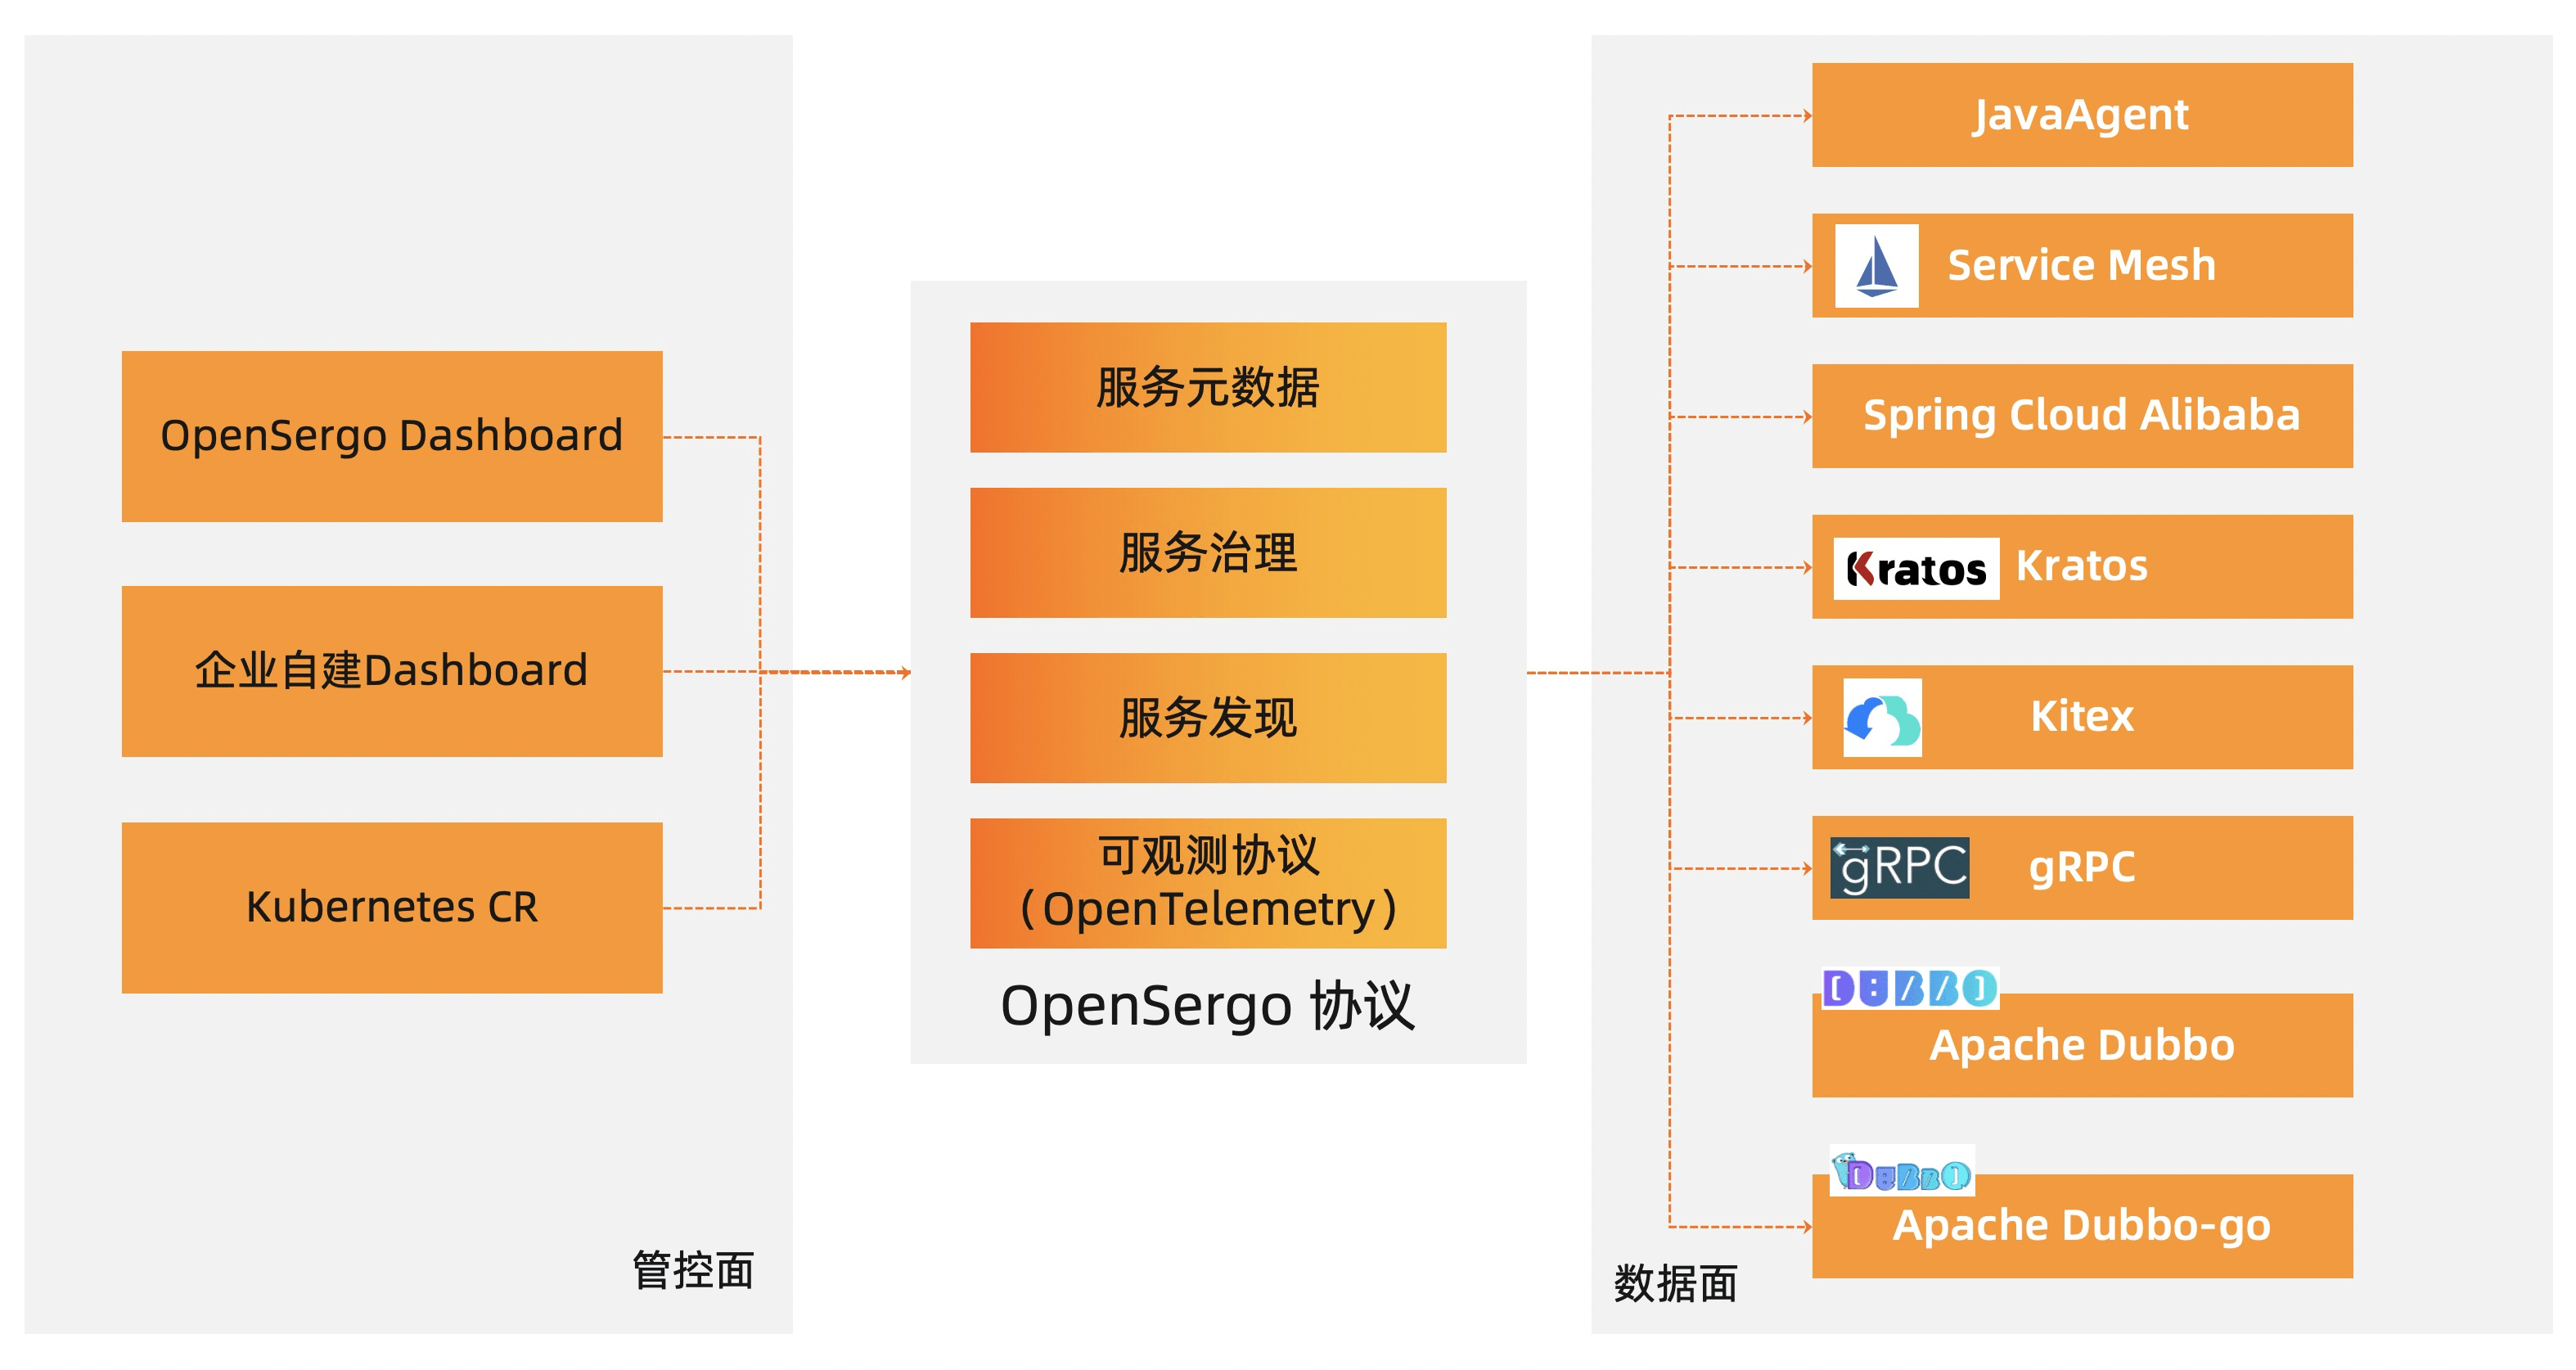 OpenSergo Dashboard
企业自建Dashboard
Kubernetes CR
管控面
服务元数据
服务治理
服务发现
可观测协议
（OpenTelemetry）
OpenSergo 协议
JavaAgent
Service Mesh
Spring Cloud Alibaba
Kratos Kratos
Kitex
gRPC gRPC
DUBBO
Apache Dubbo
DUBBO
Apache Dubbo-go
数据面